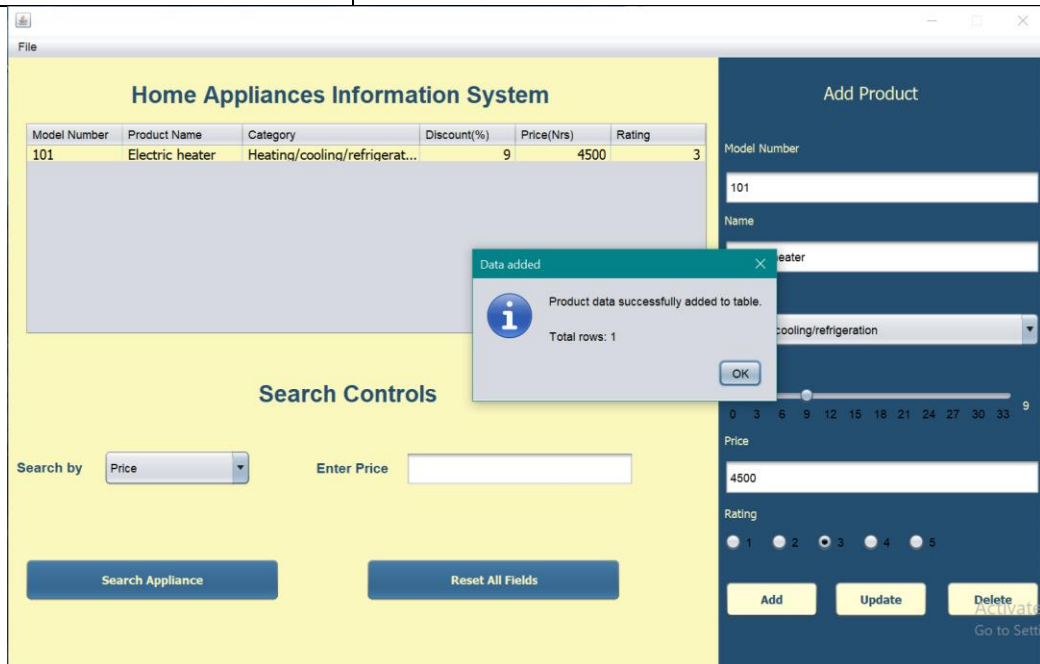 File
Home Appliances Information System
Model Number Product Name Category Discount(%) Price(Nrs) Rating
101 Electric heater Heating/cooling/refrigerat... 9 4500 3
Search Controls
Search by Price Enter Price
Search Appliance Reset All Fields
Data added
Product data successfully added to table.
Total rows: 1
OK
Add Product
Model Number
101
Name
eater
cooling/refrigeration
0 3 6 9 12 15 18 21 24 27 30 33 9
Price
4500
Rating
1 2 3 4 5
Add Update Delete
Activate
Go to Setti